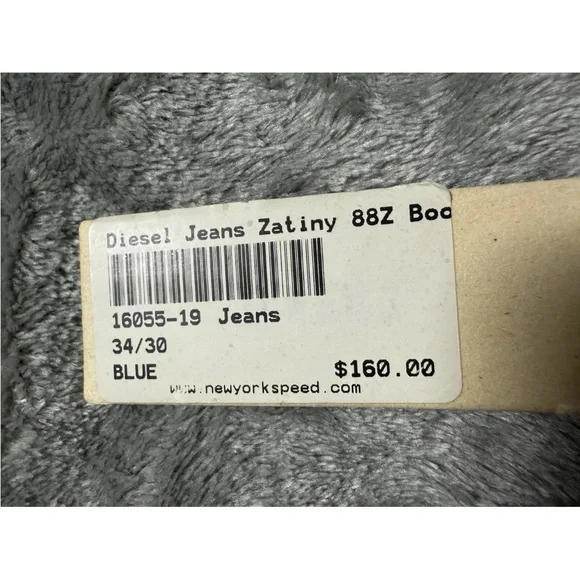 Diesel Jeans Zatiny 88Z Boo
16055-19 Jeans
34/30
BLUE $160.00
www.newyorkspeed.com